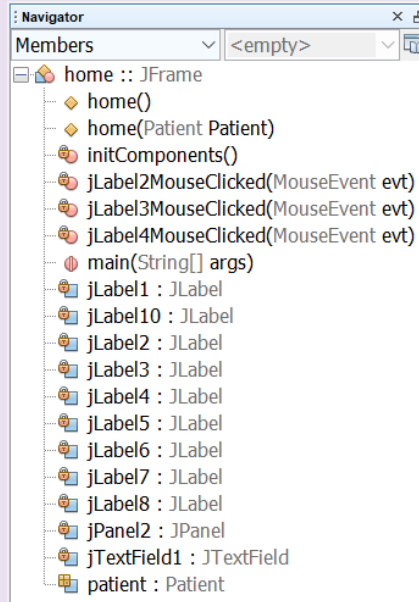 Navigator
Members <empty>
home :: JFrame
home()
home(Patient Patient)
initComponents()
jLabel2MouseClicked(MouseEvent evt)
jLabel3MouseClicked(MouseEvent evt)
jLabel4MouseClicked(MouseEvent evt)
main(String[] args)
jLabel1 : JLabel
jLabel10 : JLabel
jLabel2 : JLabel
jLabel3 : JLabel
jLabel4 : JLabel
jLabel5 : JLabel
jLabel6 : JLabel
jLabel7 : JLabel
jLabel8 : JLabel
jPanel2 : JPanel
jTextField1 : JTextField
patient : Patient